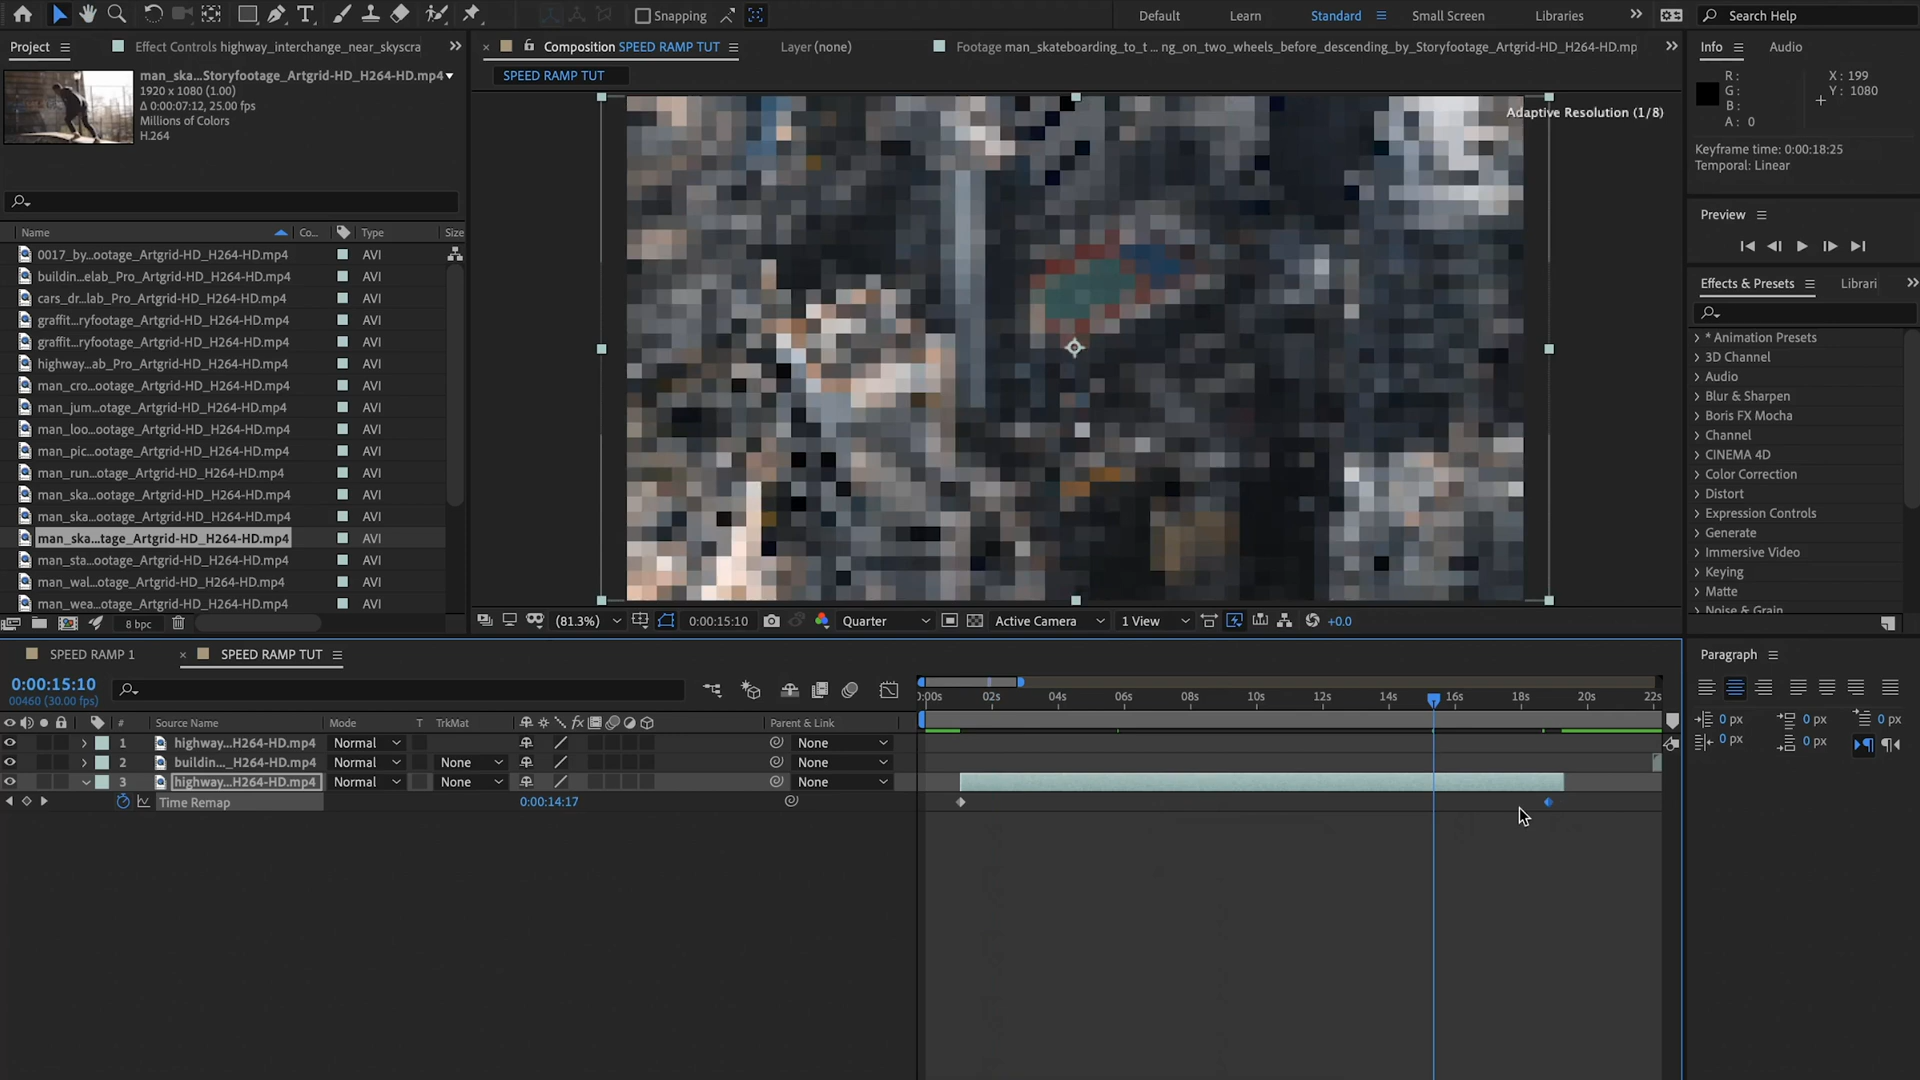 Snapping
Default
Learn
Standard
Small Screen
Libraries
Search Help
Project
Effect Controls highway_interchange_near_skyscra
Composition SPEED RAMP TUT
Layer (none)
Footage man_skateboarding_to_t ... ng_on_two_wheels_before_descending_by_Storyfootage_Artgrid-HD_H264-HD.mp
Info
Audio
man_ska...Storyfootage_Artgrid-HD_H264-HD.mp4
1920 x 1080 (1.00)
Δ 0:00:07:12, 25.00 fps)
Millions of Colors
H.264
SPEED RAMP TUT
Adaptive Resolution (1/8)
R :
G :
B :
A : 0
X : 199
Y : 1080
Keyframe time: 0:00:18:25
Temporal: Linear
Preview
Effects & Presets
Librari
* Animation Presets
3D Channel
Audio
Blur & Sharpen
Boris FX Mocha
Channel
CINEMA 4D
Color Correction
Distort
Expression Controls
Generate
Immersive Video
Keying
Matte
Noise & Grain
Name
Co...
Type
Size
0017_by...ootage_Artgrid-HD_H264-HD.mp4 AVI
buildin...elab_Pro_Artgrid-HD_H264-HD.mp4 AVI
cars_dr...lab_Pro_Artgrid-HD_H264-HD.mp4 AVI
graffit...ryfootage_Artgrid-HD_H264-HD.mp4 AVI
graffit...ryfootage_Artgrid-HD_H264-HD.mp4 AVI
highway...ab_Pro_Artgrid-HD_H264-HD.mp4 AVI
man_cro...ootage_Artgrid-HD_H264-HD.mp4 AVI
man_jum...ootage_Artgrid-HD_H264-HD.mp4 AVI
man_loo...ootage_Artgrid-HD_H264-HD.mp4 AVI
man_pic...ootage_Artgrid-HD_H264-HD.mp4 AVI
man_run...otage_Artgrid-HD_H264-HD.mp4 AVI
man_ska...ootage_Artgrid-HD_H264-HD.mp4 AVI
man_ska...ootage_Artgrid-HD_H264-HD.mp4 AVI
man_ska...tage_Artgrid-HD_H264-HD.mp4 AVI
man_sta...ootage_Artgrid-HD_H264-HD.mp4 AVI
man_wal...ootage_Artgrid-HD_H264-HD.mp4 AVI
man_wea...otage_Artgrid-HD_H264-HD.mp4 AVI
8 bpc
(81.3%)
0:00:15:10
Quarter
Active Camera
1 View
+0.0
SPEED RAMP 1
SPEED RAMP TUT
Paragraph
0:00:15:10
00460 (30.00 fps)
):00s 02s 04s 06s 08s 10s 12s 14s 16s 18s 20s 22s
0 px 0 px 0 px
0 px 0 px
# Source Name Mode T TrkMat fx Parent & Link
1 highway...H264-HD.mp4 Normal None
2 buildin..._H264-HD.mp4 Normal None None
3 highway...H264-HD.mp4 Normal None None
Time Remap 0:00:14:17